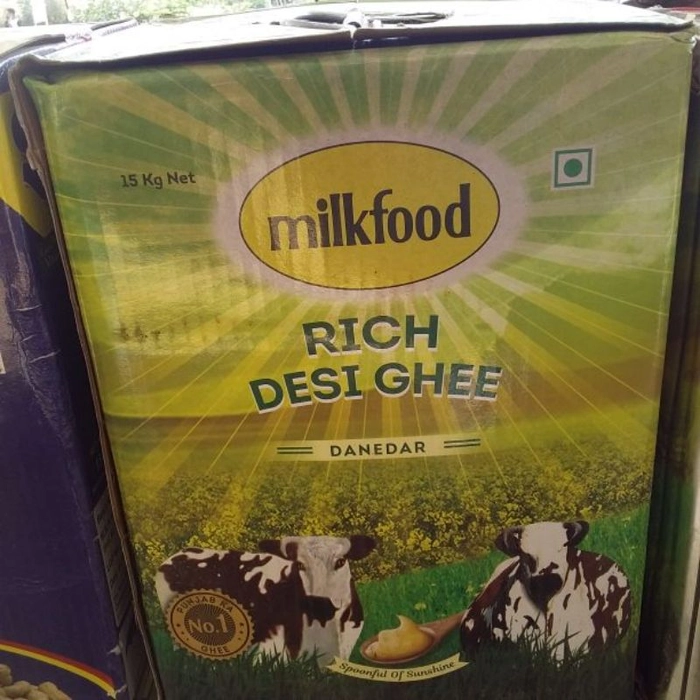 15 Kg Net
milkfood
RICH
DESI GHEE
DANEDAR
PUNJAB KA
No.1
GHEE
Spoonful Of Sunshine